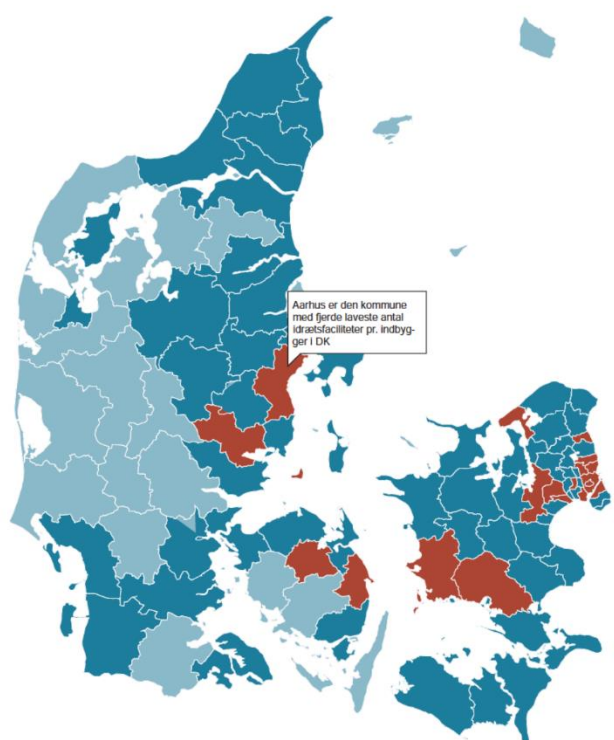 Aarhus er den kommune
med fjerde laveste antal
idrætsfaciliteter pr. indbyg-
ger i DK